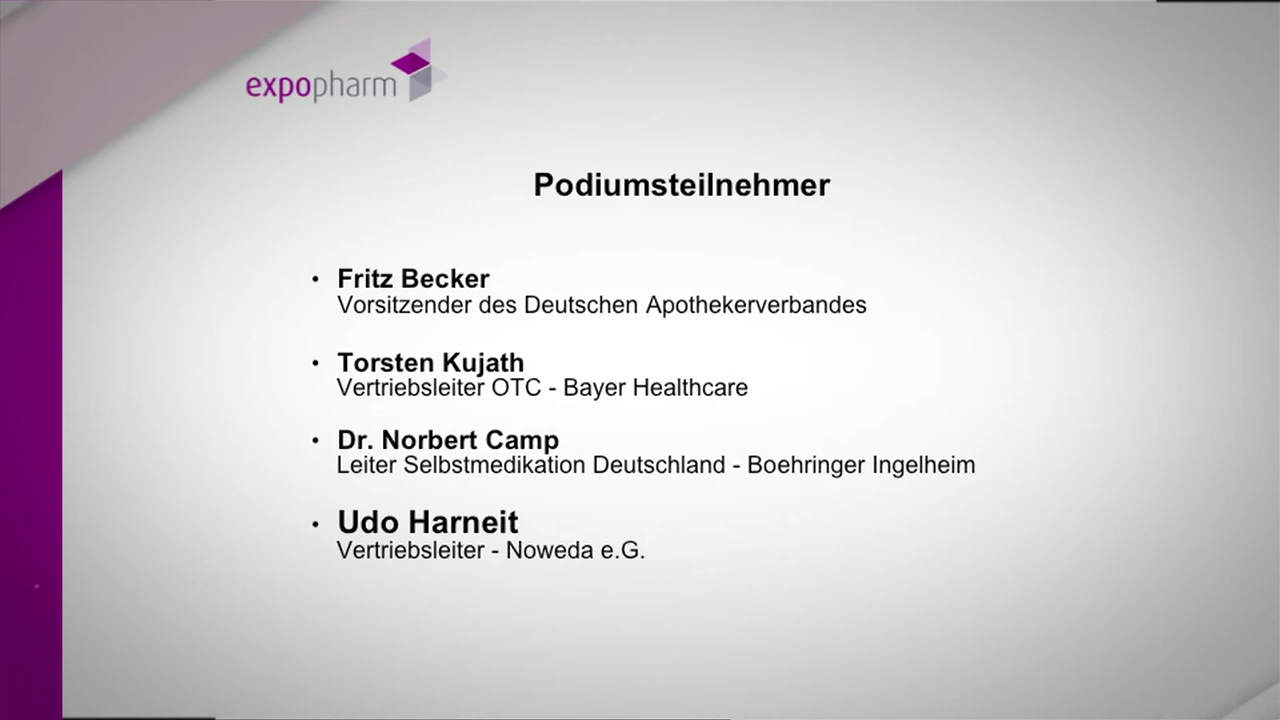 expopharm
Podiumsteilnehmer
• Fritz Becker
Vorsitzender des Deutschen Apothekerverbandes
• Torsten Kujath
Vertriebsleiter OTC - Bayer Healthcare
• Dr. Norbert Camp
Leiter Selbstmedikation Deutschland - Boehringer Ingelheim
• Udo Harneit
Vertriebsleiter - Noweda e.G.